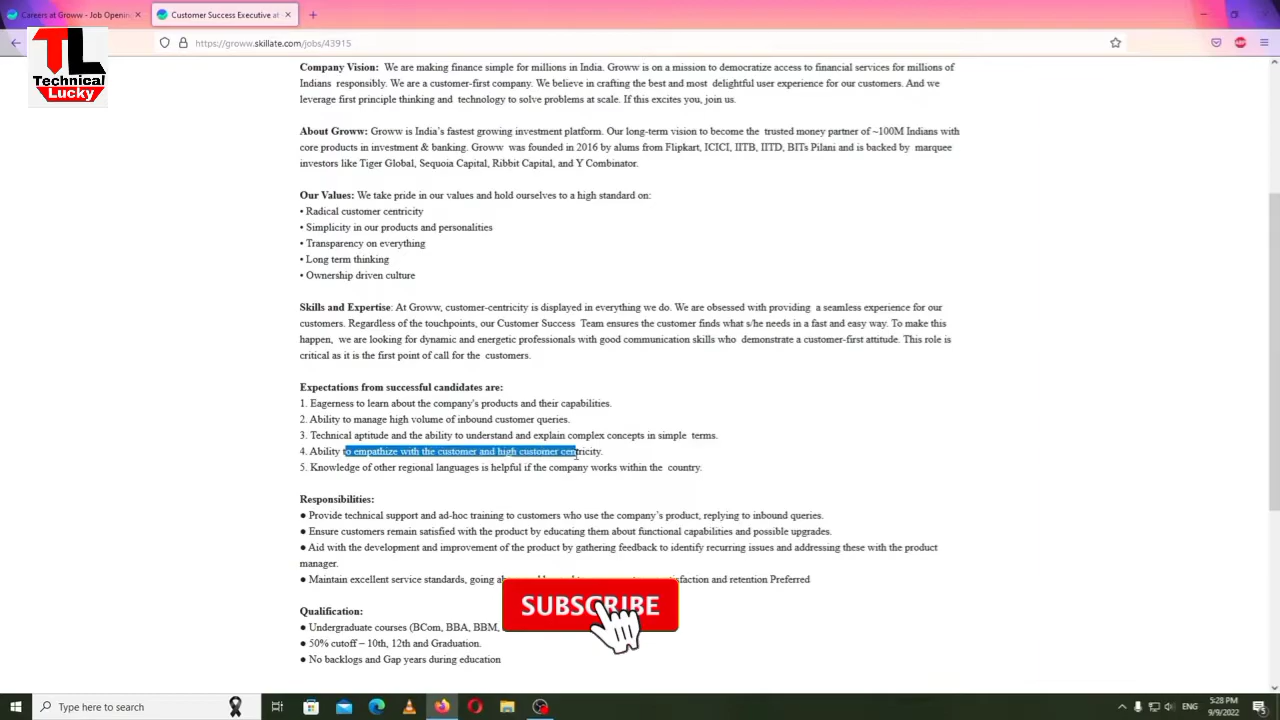 Careers at Groww - Job Opening
Customer Success Executive at
https://groww.skillate.com/jobs/43915
TL
Technical
Lucky
Company Vision: We are making finance simple for millions in India. Groww is on a mission to democratize access to financial services for millions of
Indians responsibly. We are a customer-first company. We believe in crafting the best and most delightful user experience for our customers. And we
leverage first principle thinking and technology to solve problems at scale. If this excites you, join us.
About Groww: Groww is India's fastest growing investment platform. Our long-term vision to become the trusted money partner of ~100M Indians with
core products in investment & banking. Groww was founded in 2016 by alums from Flipkart, ICICI, IITB, IITD, BITs Pilani and is backed by marquee
investors like Tiger Global, Sequoia Capital, Ribbit Capital, and Y Combinator.
Our Values: We take pride in our values and hold ourselves to a high standard on:
• Radical customer centricity
• Simplicity in our products and personalities
• Transparency on everything
• Long term thinking
• Ownership driven culture
Skills and Expertise: At Groww, customer-centricity is displayed in everything we do. We are obsessed with providing a seamless experience for our
customers. Regardless of the touchpoints, our Customer Success Team ensures the customer finds what s/he needs in a fast and easy way. To make this
happen, we are looking for dynamic and energetic professionals with good communication skills who demonstrate a customer-first attitude. This role is
critical as it is the first point of call for the customers.
Expectations from successful candidates are:
1. Eagerness to learn about the company's products and their capabilities.
2. Ability to manage high volume of inbound customer queries.
3. Technical aptitude and the ability to understand and explain complex concepts in simple terms.
4. Ability to empathize with the customer and high customer centricity.
5. Knowledge of other regional languages is helpful if the company works within the country.
Responsibilities:
● Provide technical support and ad-hoc training to customers who use the company's product, replying to inbound queries.
● Ensure customers remain satisfied with the product by educating them about functional capabilities and possible upgrades.
● Aid with the development and improvement of the product by gathering feedback to identify recurring issues and addressing these with the product
manager.
● Maintain excellent service standards, going and retention Preferred
SUBSCRIBE
Qualification:
● Undergraduate courses (BCom, BBA, BBM,
● 50% cutoff – 10th, 12th and Graduation.
● No backlogs and Gap years during education
Type here to search
ENG
5:28 PM
9/9/2022